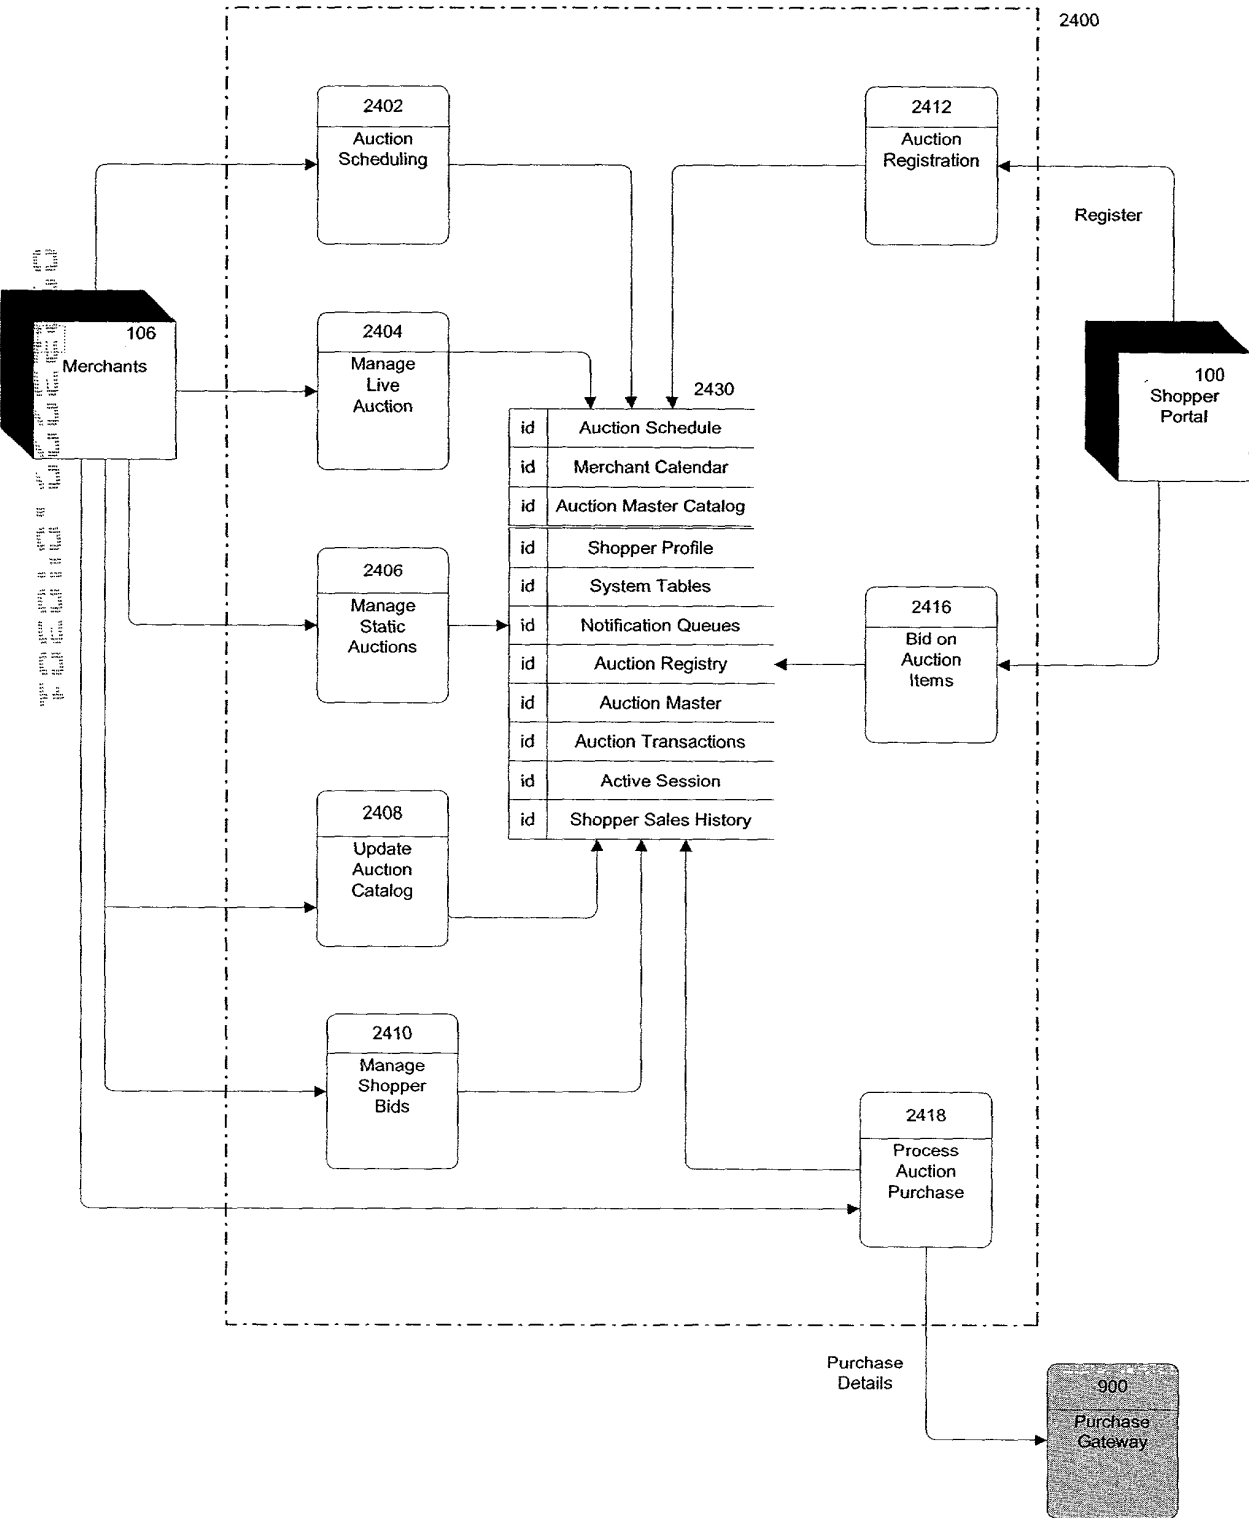 2400
2402
Auction
Scheduling
2412
Auction
Registration
Register
106
Merchants
2404
Manage
Live
Auction
100
Shopper
Portal
2430
id Auction Schedule
id Merchant Calendar
id Auction Master Catalog
id Shopper Profile
id System Tables
id Notification Queues
id Auction Registry
id Auction Master
id Auction Transactions
id Active Session
id Shopper Sales History
2406
Manage
Static
Auctions
2416
Bid on
Auction
Items
2408
Update
Auction
Catalog
2410
Manage
Shopper
Bids
2418
Process
Auction
Purchase
Purchase
Details
900
Purchase
Gateway